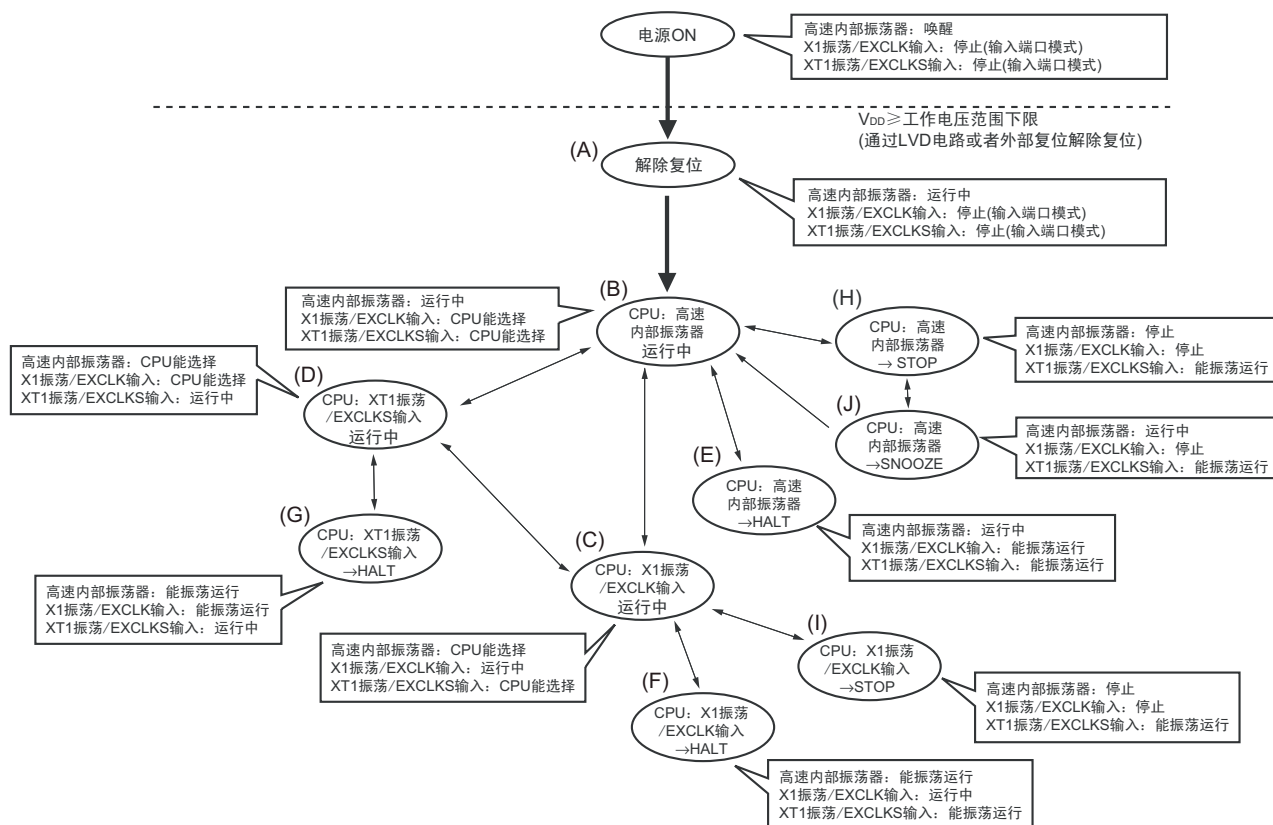 电源ON
高速内部振荡器：唤醒
X1振荡/EXCLK输入：停止(输入端口模式)
XT1振荡/EXCLKS输入：停止(输入端口模式)
VDD≥工作电压范围下限
(通过LVD电路或者外部复位解除复位)
(A)
解除复位
高速内部振荡器：运行中
X1振荡/EXCLK输入：停止(输入端口模式)
XT1振荡/EXCLKS输入：停止(输入端口模式)
(B)
CPU：高速
内部振荡器
运行中
高速内部振荡器：运行中
X1振荡/EXCLK输入：CPU能选择
XT1振荡/EXCLKS输入：CPU能选择
(H)
CPU：高速
内部振荡器
→STOP
高速内部振荡器：停止
X1振荡/EXCLK输入：停止
XT1振荡/EXCLKS输入：能振荡运行
高速内部振荡器：CPU能选择
X1振荡/EXCLK输入：CPU能选择
XT1振荡/EXCLKS输入：运行中
(D)
CPU：XT1振荡
/EXCLKS输入
运行中
(J)
CPU：高速
内部振荡器
→SNOOZE
高速内部振荡器：运行中
X1振荡/EXCLK输入：停止
XT1振荡/EXCLKS输入：能振荡运行
(E)
CPU：高速
内部振荡器
→HALT
高速内部振荡器：运行中
X1振荡/EXCLK输入：能振荡运行
XT1振荡/EXCLKS输入：能振荡运行
(G)
CPU：XT1振荡
/EXCLKS输入
→HALT
高速内部振荡器：能振荡运行
X1振荡/EXCLK输入：能振荡运行
XT1振荡/EXCLKS输入：运行中
(C)
CPU：X1振荡
/EXCLK输入
运行中
高速内部振荡器：CPU能选择
X1振荡/EXCLK输入：运行中
XT1振荡/EXCLKS输入：CPU能选择
(I)
CPU：X1振荡
/EXCLK输入
→STOP
高速内部振荡器：停止
X1振荡/EXCLK输入：停止
XT1振荡/EXCLKS输入：能振荡运行
(F)
CPU：X1振荡
/EXCLK输入
→HALT
高速内部振荡器：能振荡运行
X1振荡/EXCLK输入：运行中
XT1振荡/EXCLKS输入：能振荡运行